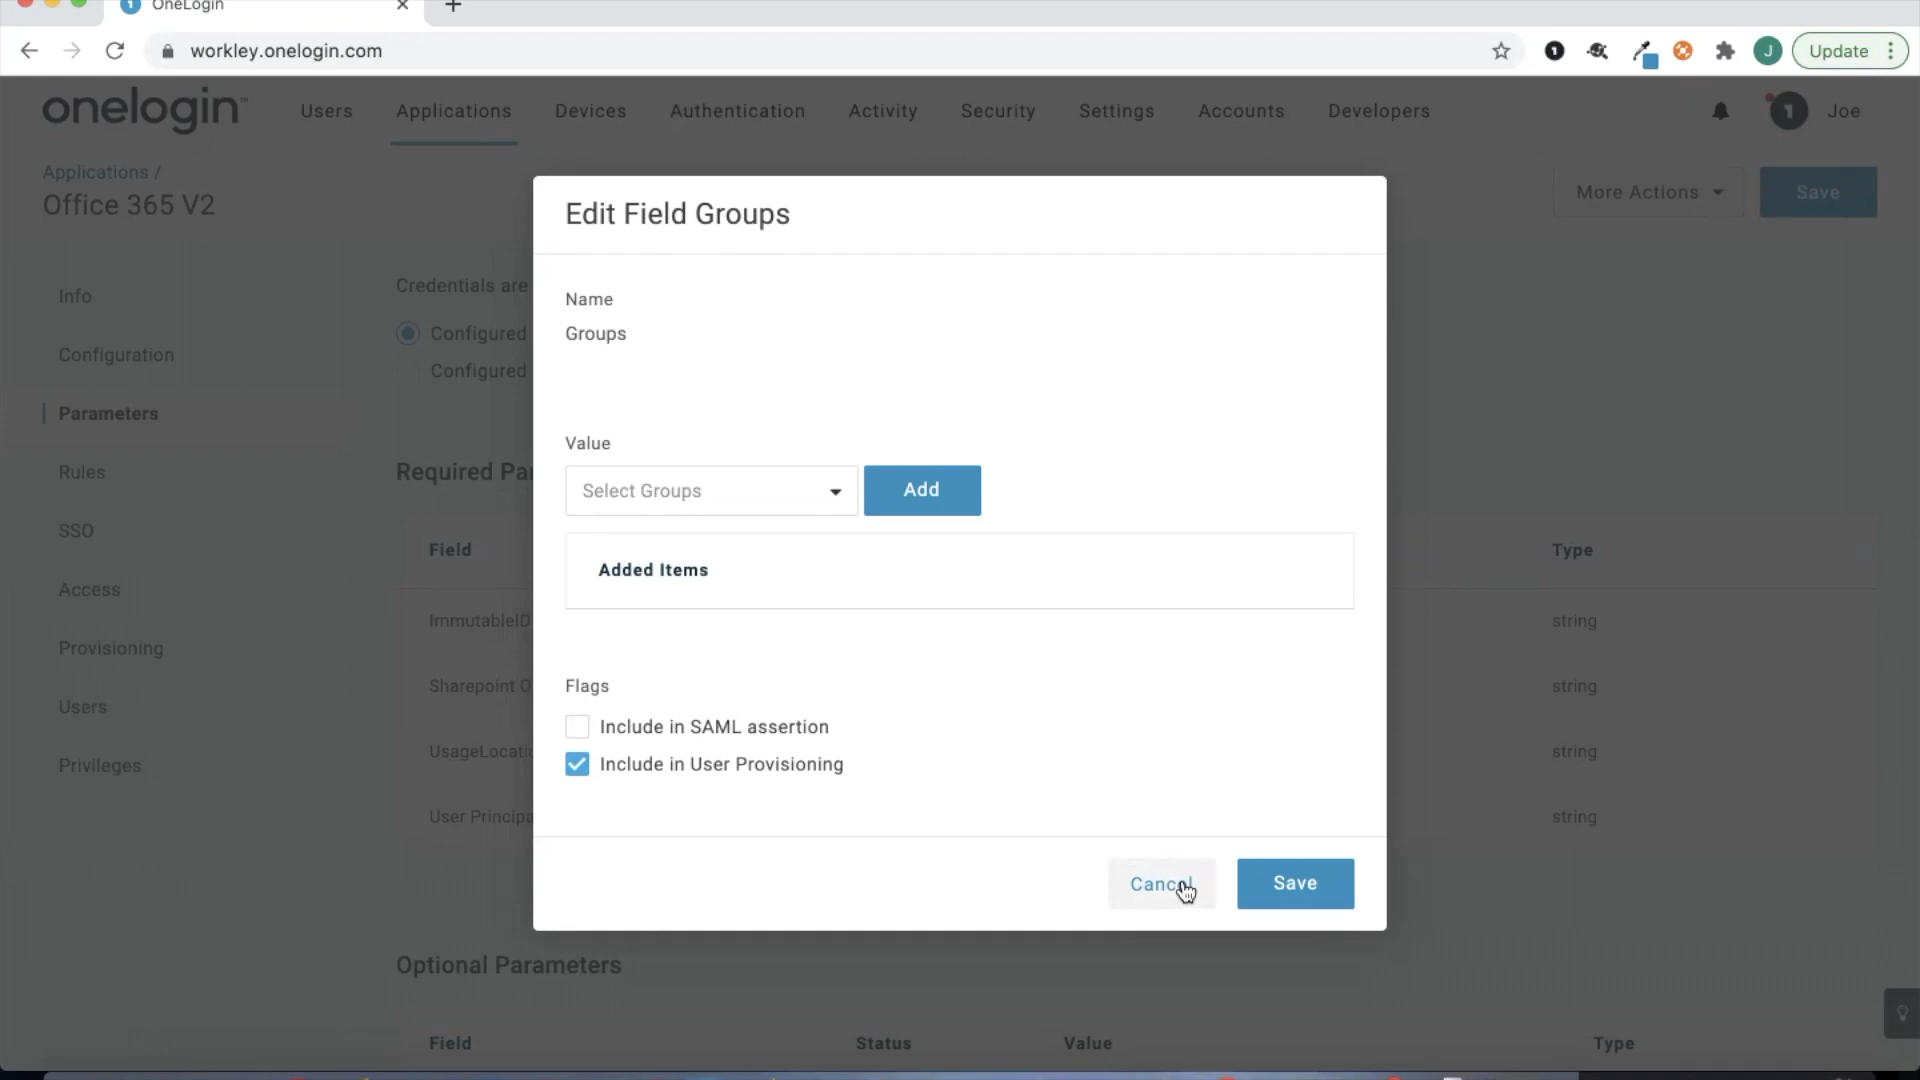 OneLogin
workley.onelogin.com
J
Update
onelogin™
Users
Applications
Devices
Authentication
Activity
Security
Settings
Accounts
Developers
1
Joe
Applications /
Office 365 V2
More Actions
Save
Info
Configuration
Parameters
Rules
SSO
Access
Provisioning
Users
Privileges
Credentials are
Configured
Configured
Required Pa
Field
Type
ImmutableID
string
Sharepoint O
string
UsageLocatio
string
User Principa
string
Edit Field Groups
Name
Groups
Value
Select Groups
Add
Added Items
Flags
Include in SAML assertion
Include in User Provisioning
Cancel
Save
Optional Parameters
Field
Status
Value
Type